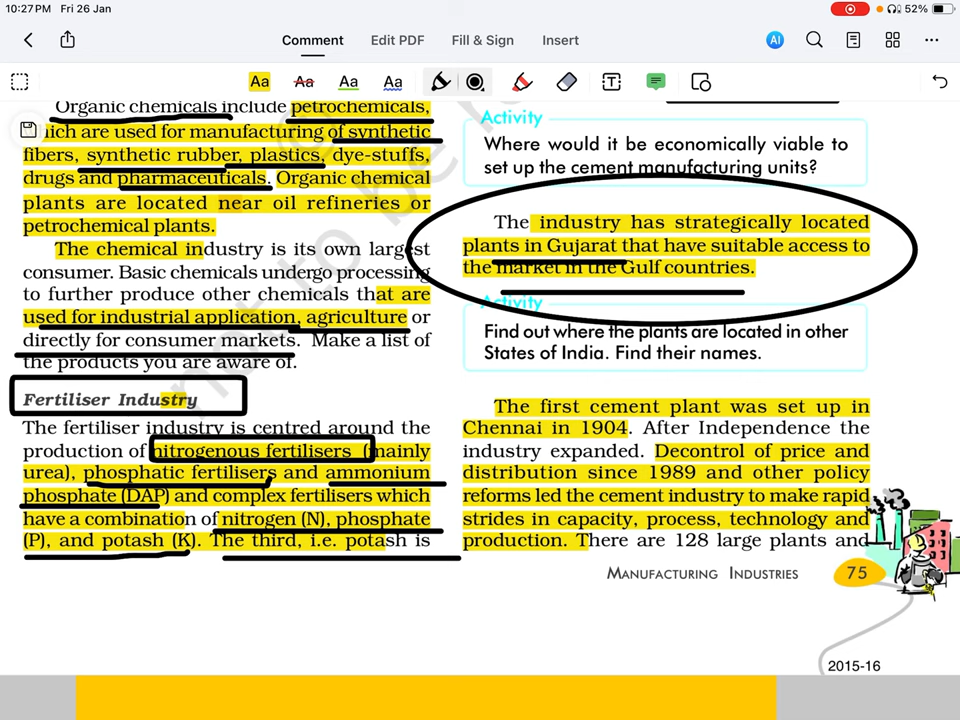 10:27 PM Fri 26 Jan
52%
Comment Edit PDF Fill & Sign Insert
AI
Aa Aa Aa Aa T
Organic chemicals include petrochemicals,
which are used for manufacturing of synthetic
fibers, synthetic rubber, plastics, dye-stuffs,
drugs and pharmaceuticals. Organic chemical
plants are located near oil refineries or
petrochemical plants.
The chemical industry is its own largest
consumer. Basic chemicals undergo processing
to further produce other chemicals that are
used for industrial application, agriculture or
directly for consumer markets. Make a list of
the products you are aware of.
Fertiliser Industry
The fertiliser industry is centred around the
production of nitrogenous fertilisers (mainly
urea), phosphatic fertilisers and ammonium
phosphate (DAP) and complex fertilisers which
have a combination of nitrogen (N), phosphate
(P), and potash (K). The third, i.e. potash is
Activity
Where would it be economically viable to
set up the cement manufacturing units?
The industry has strategically located
plants in Gujarat that have suitable access to
the market in the Gulf countries.
Activity
Find out where the plants are located in other
States of India. Find their names.
The first cement plant was set up in
Chennai in 1904. After Independence the
industry expanded. Decontrol of price and
distribution since 1989 and other policy
reforms led the cement industry to make rapid
strides in capacity, process, technology and
production. There are 128 large plants and
Manufacturing Industries 75
2015-16
not to be r